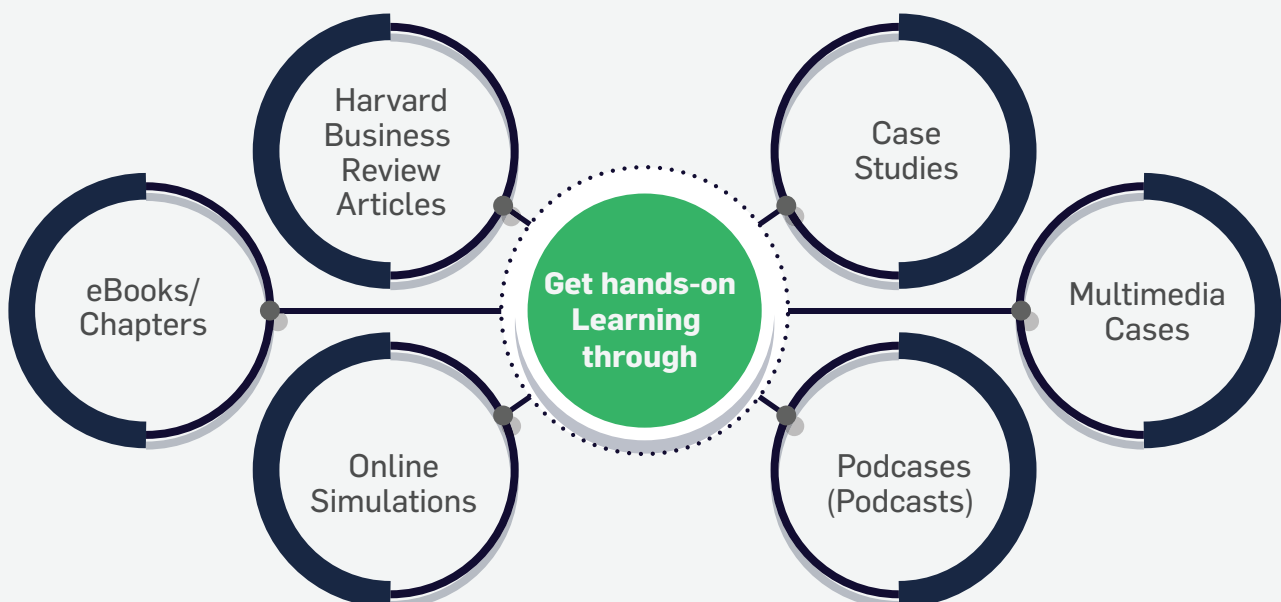 Harvard
Business
Review
Articles
Case
Studies
eBooks/
Chapters
Get hands-on
Learning
through
Multimedia
Cases
Online
Simulations
Podcases
(Podcasts)